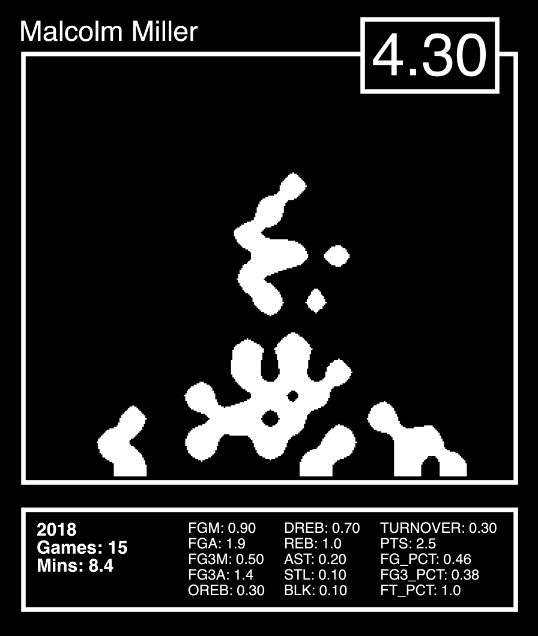 Malcolm Miller
4.30
2018
Games: 15
Mins: 8.4
FGM: 0.90
FGA: 1.9
FG3M: 0.50
FG3A: 1.4
OREB: 0.30
DREB: 0.70
REB: 1.0
AST: 0.20
STL: 0.10
BLK: 0.10
TURNOVER: 0.30
PTS: 2.5
FG_PCT: 0.46
FG3_PCT: 0.38
FT_PCT: 1.0